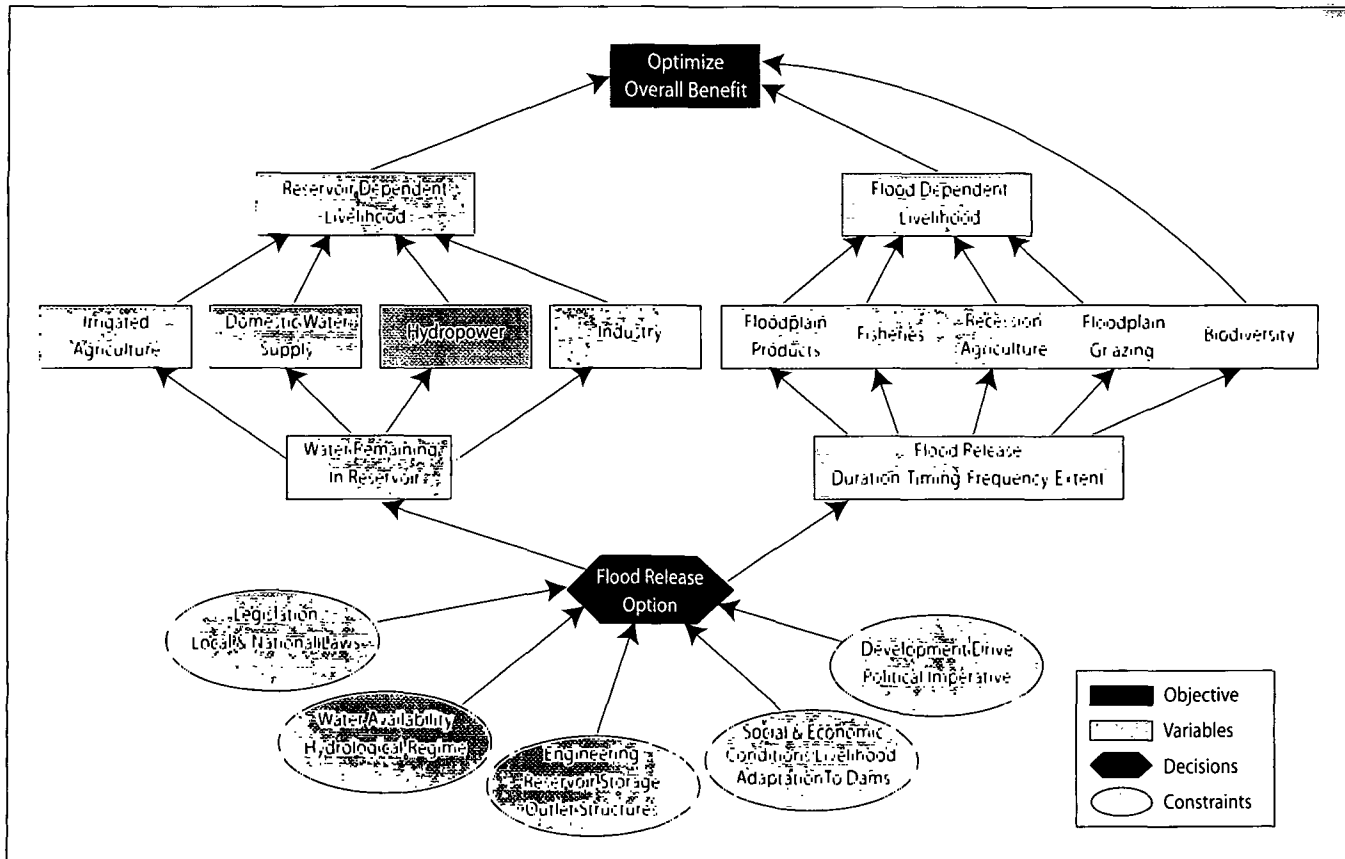 Optimize
Overall Benefit
Reservoir Dependent
Livelihood
Flood Dependent
Livelihood
Irrigated
Agriculture
Domestic Water
Supply
Hydropower
Industry
Floodplain
Products
Fisheries
Recession
Agriculture
Floodplain
Grazing
Biodiversity
Water Remaining
In Reservoir
Flood Release
Duration Timing Frequency Extent
Flood Release
Option
Legislation
Local & National Laws
Water Availability
Hydrological Regime
Engineering
Reservoir Storage
Outlet Structures
Social & Economic
Conditions Livelihood
Adaptation To Dams
Development Drive
Political Imperative
Objective
Variables
Decisions
Constraints